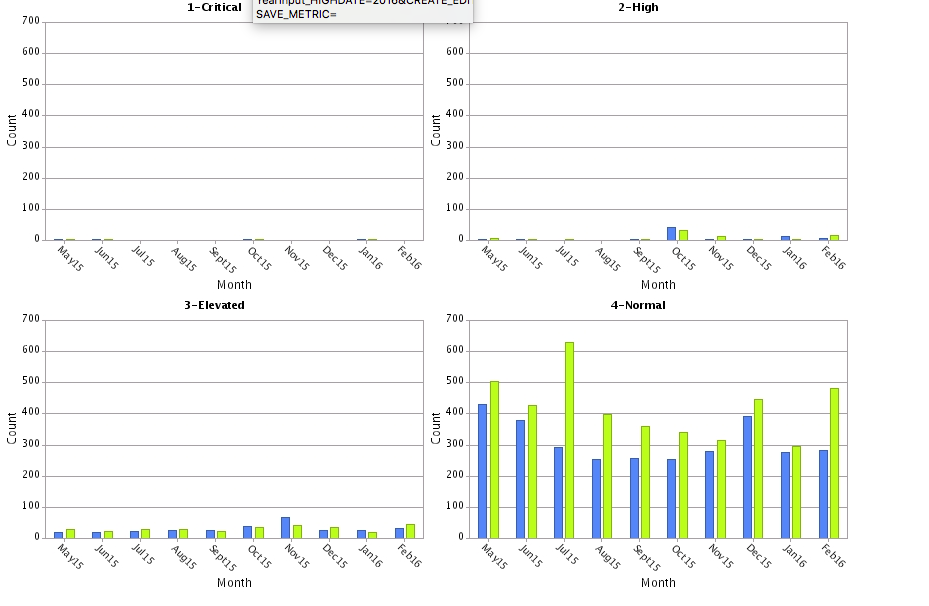 YearInput_HIGHDATE=2016&CREATE_EDI
SAVE_METRIC=
1-Critical
2-High
600
500
400
300
200
100
0
Count
May15
Jun15
Jul15
Aug15
Sept15
Oct15
Nov15
Dec15
Jan16
Feb16
Month
600
500
400
300
200
100
0
Count
May15
Jun15
Jul15
Aug15
Sept15
Oct15
Nov15
Dec15
Jan16
Feb16
Month
3-Elevated
700
600
500
400
300
200
100
0
Count
May15
Jun15
Jul15
Aug15
Sept15
Oct15
Nov15
Dec15
Jan16
Feb16
Month
4-Normal
700
600
500
400
300
200
100
0
Count
May15
Jun15
Jul15
Aug15
Sept15
Oct15
Nov15
Dec15
Jan16
Feb16
Month